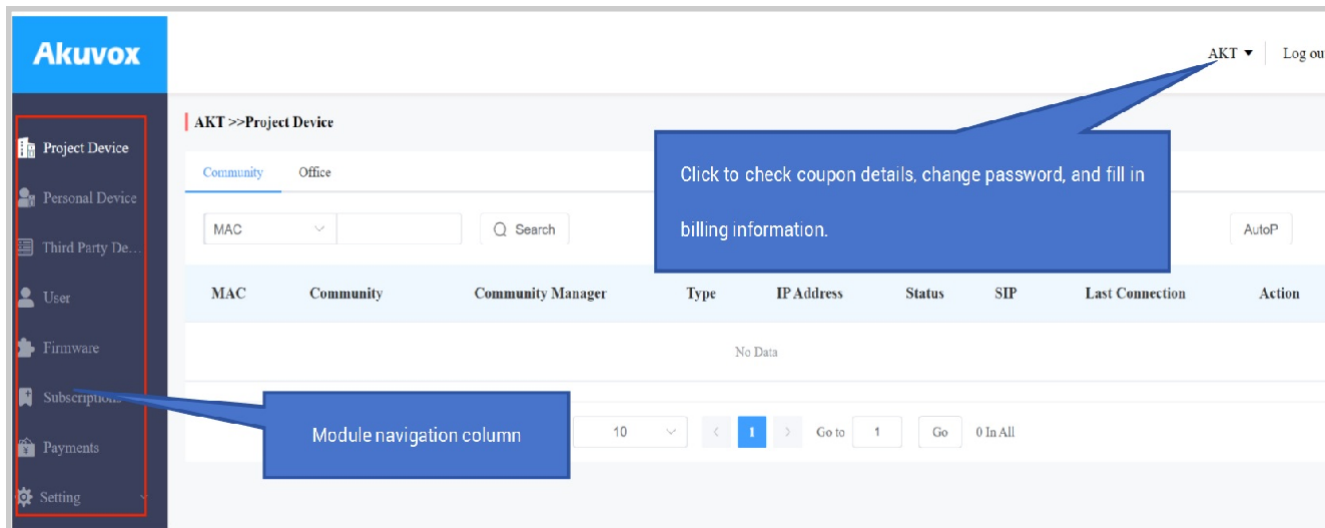 Akuvox
AKT ▼ Log ou
AKT >>Project Device
Project Device
Personal Device
Third Party De...
User
Firmware
Payments
Setting
Community Office
MAC Search AutoP
Click to check coupon details, change password, and fill in
billing information.
MAC Community Community Manager Type IP Address Status SIP Last Connection Action
No Data
Module navigation column
10 < 1 > Go to 1 Go 0 In All